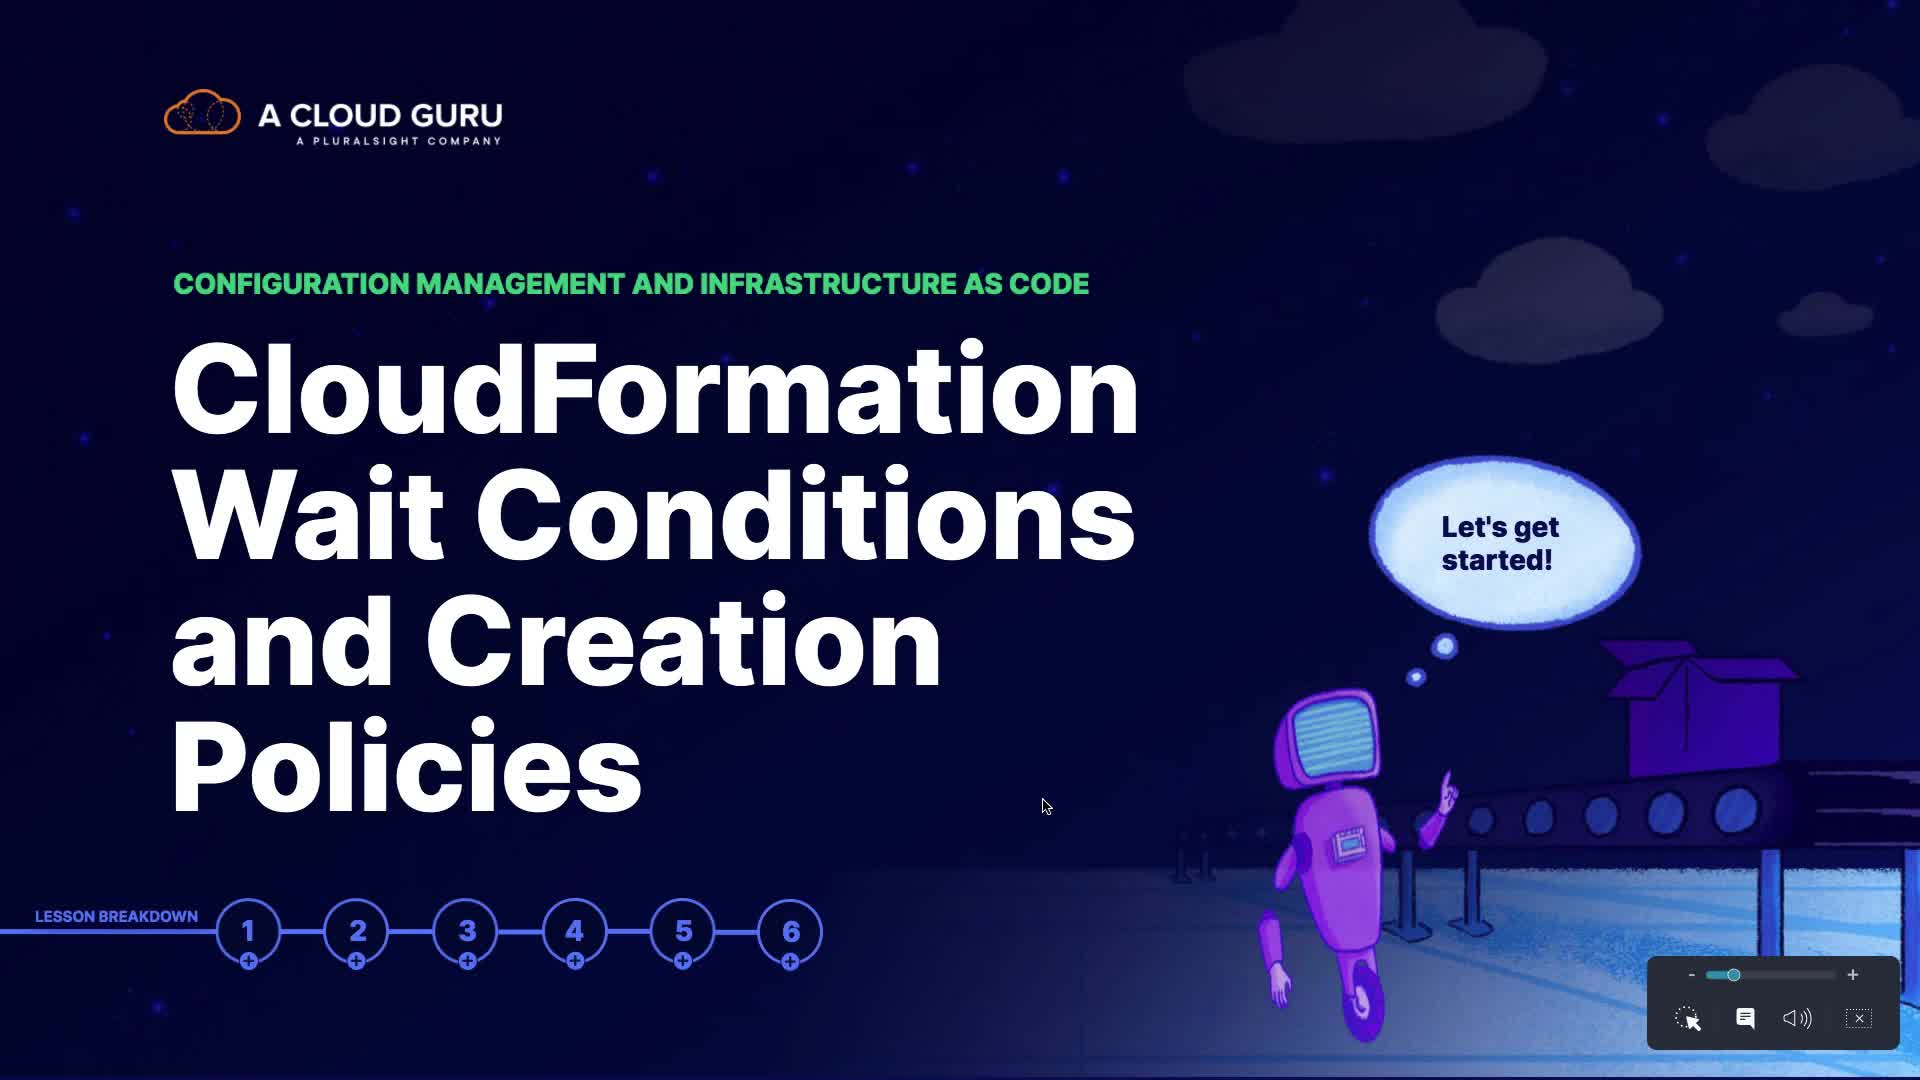 A CLOUD GURU
A PLURALSIGHT COMPANY
CONFIGURATION MANAGEMENT AND INFRASTRUCTURE AS CODE
CloudFormation
Wait Conditions
and Creation
Policies
Let's get
started!
LESSON BREAKDOWN
1 2 3 4 5 6